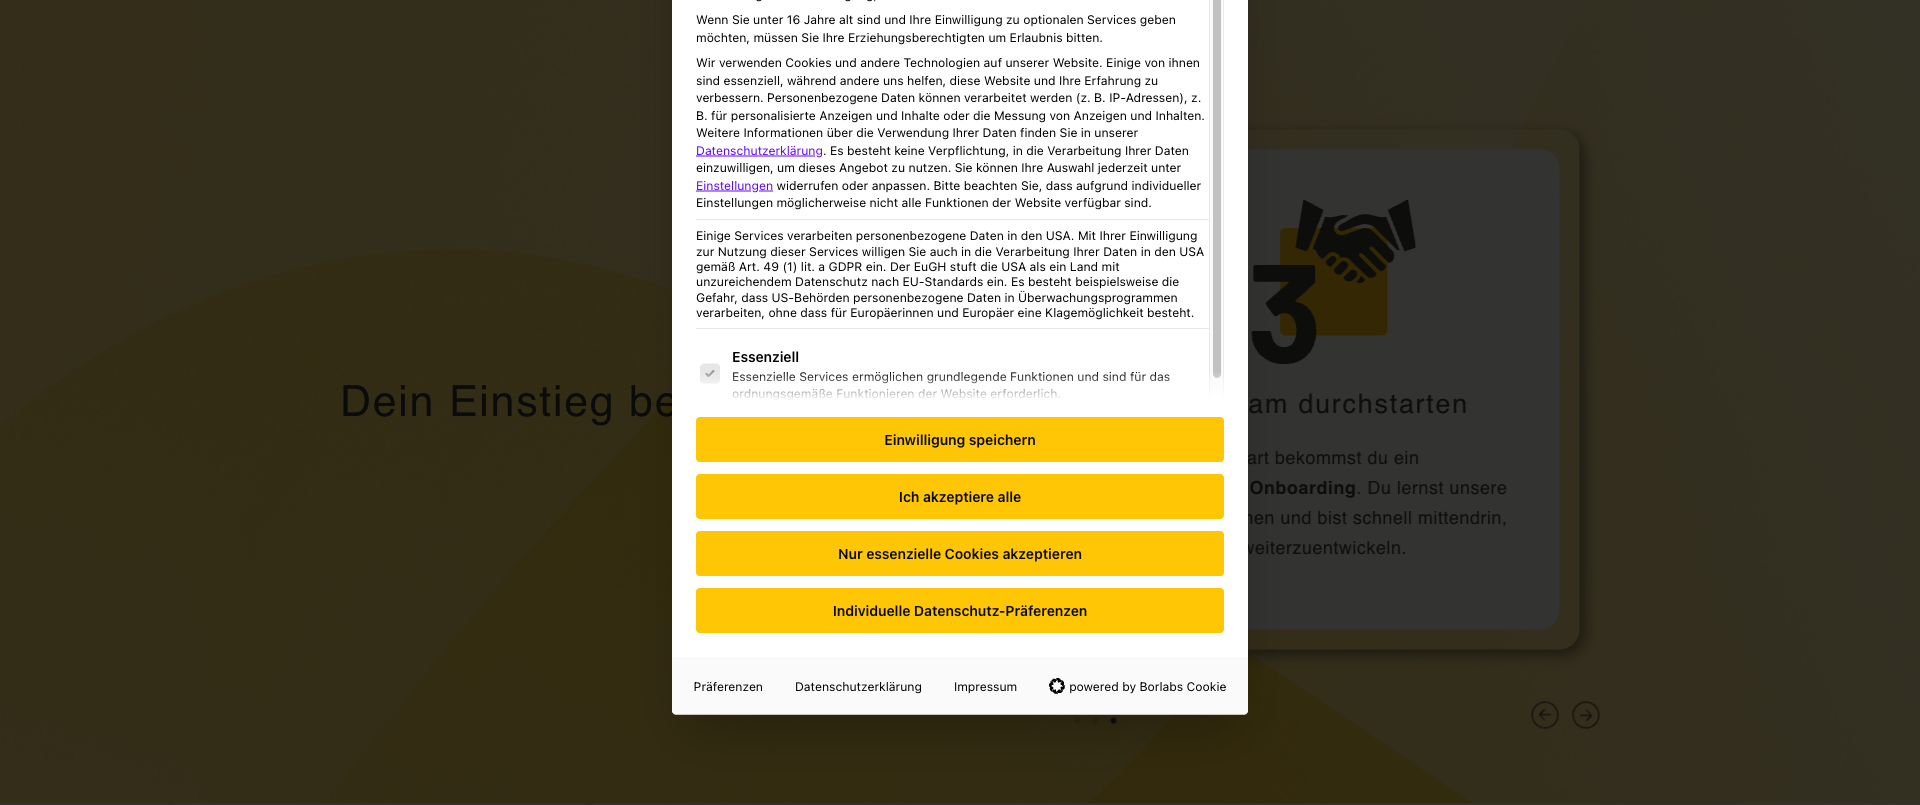 Wenn Sie unter 16 Jahre alt sind und Ihre Einwilligung zu optionalen Services geben
möchten, müssen Sie Ihre Erziehungsberechtigten um Erlaubnis bitten.
Wir verwenden Cookies und andere Technologien auf unserer Website. Einige von ihnen
sind essenziell, während andere uns helfen, diese Website und Ihre Erfahrung zu
verbessern. Personenbezogene Daten können verarbeitet werden (z. B. IP-Adressen), z.
B. für personalisierte Anzeigen und Inhalte oder die Messung von Anzeigen und Inhalten.
Weitere Informationen über die Verwendung Ihrer Daten finden Sie in unserer
Datenschutzerklärung. Es besteht keine Verpflichtung, in die Verarbeitung Ihrer Daten
einzuwilligen, um dieses Angebot zu nutzen. Sie können Ihre Auswahl jederzeit unter
Einstellungen widerrufen oder anpassen. Bitte beachten Sie, dass aufgrund individueller
Einstellungen möglicherweise nicht alle Funktionen der Website verfügbar sind.
Einige Services verarbeiten personenbezogene Daten in den USA. Mit Ihrer Einwilligung
zur Nutzung dieser Services willigen Sie auch in die Verarbeitung Ihrer Daten in den USA
gemäß Art. 49 (1) lit. a GDPR ein. Der EuGH stuft die USA als ein Land mit
unzureichendem Datenschutz nach EU-Standards ein. Es besteht beispielsweise die
Gefahr, dass US-Behörden personenbezogene Daten in Überwachungsprogrammen
verarbeiten, ohne dass für Europäerinnen und Europäer eine Klagemöglichkeit besteht.
Essenziell
Essenzielle Services ermöglichen grundlegende Funktionen und sind für das
ordnungsgemäße Funktionieren der Website erforderlich.
Einwilligung speichern
Ich akzeptiere alle
Nur essenzielle Cookies akzeptieren
Individuelle Datenschutz-Präferenzen
Präferenzen
Datenschutzerklärung
Impressum
powered by Borlabs Cookie
Dein Einstieg be
3
am durchstarten
art bekommst du ein
Onboarding. Du lernst unsere
en und bist schnell mittendrin,
weiterzuentwickeln.